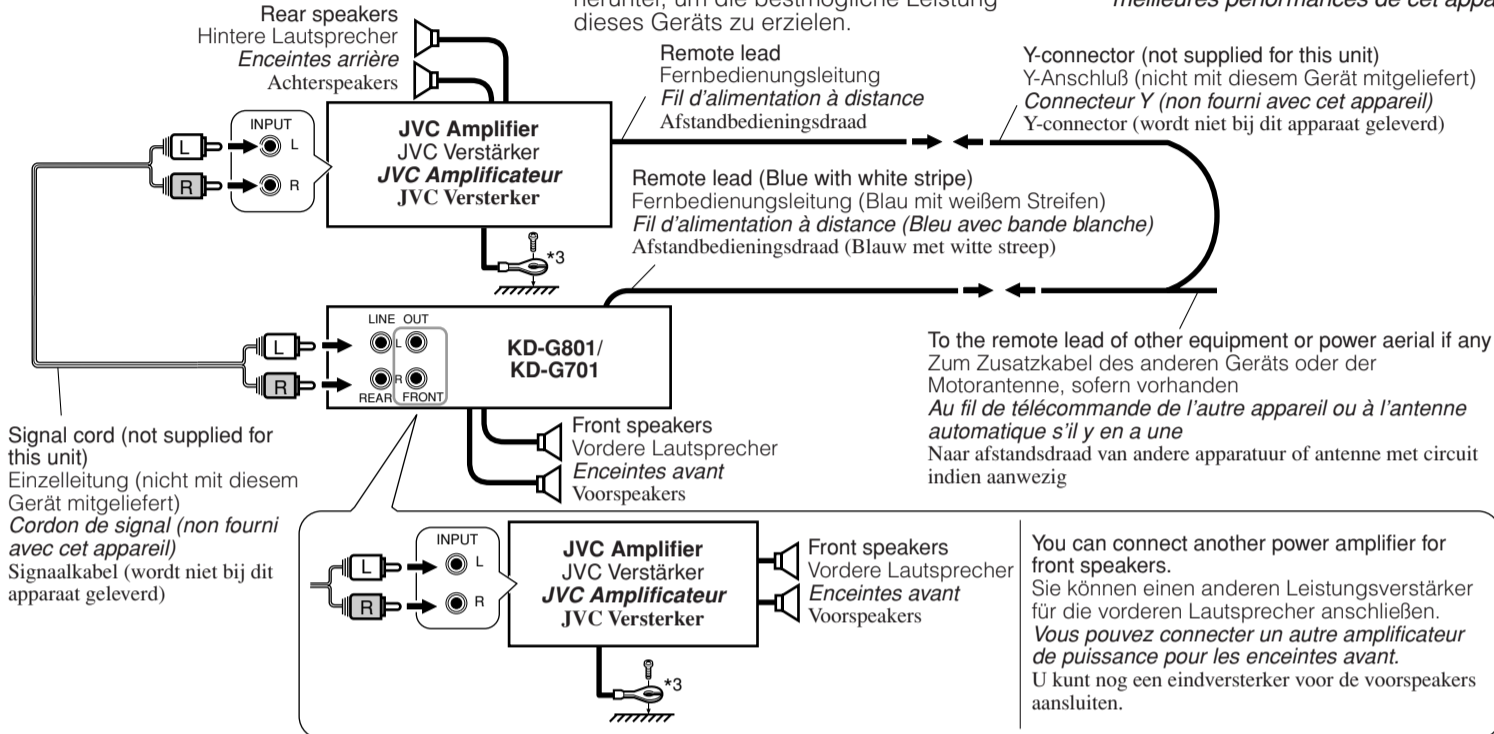 herunter, um die bestmögliche Leistung
dieses Geräts zu erzielen.
meilleures performances de cet appa
Rear speakers
Hintere Lautsprecher
Enceintes arrière
Achterspeakers
Remote lead
Fernbedienungsleitung
Fil d'alimentation à distance
Afstandbedieningsdraad
Y-connector (not supplied for this unit)
Y-Anschluß (nicht mit diesem Gerät mitgeliefert)
Connecteur Y (non fourni avec cet appareil)
Y-connector (wordt niet bij dit apparaat geleverd)
INPUT
L
L
R
R
JVC Amplifier
JVC Verstärker
JVC Amplificateur
JVC Versterker
*3
Remote lead (Blue with white stripe)
Fernbedienungsleitung (Blau mit weißem Streifen)
Fil d'alimentation à distance (Bleu avec bande blanche)
Afstandbedieningsdraad (Blauw met witte streep)
LINE OUT
L
L
R
R
REAR FRONT
KD-G801/
KD-G701
To the remote lead of other equipment or power aerial if any
Zum Zusatzkabel des anderen Geräts oder der
Motorantenne, sofern vorhanden
Au fil de télécommande de l'autre appareil ou à l'antenne
automatique s'il y en a une
Naar afstandsdraad van andere apparatuur of antenne met circuit
indien aanwezig
Signal cord (not supplied for
this unit)
Einzelleitung (nicht mit diesem
Gerät mitgeliefert)
Cordon de signal (non fourni
avec cet appareil)
Signaalkabel (wordt niet bij dit
apparaat geleverd)
Front speakers
Vordere Lautsprecher
Enceintes avant
Voorspeakers
INPUT
L
L
R
R
JVC Amplifier
JVC Verstärker
JVC Amplificateur
JVC Versterker
*3
Front speakers
Vordere Lautsprecher
Enceintes avant
Voorspeakers
You can connect another power amplifier for
front speakers.
Sie können einen anderen Leistungsverstärker
für die vorderen Lautsprecher anschließen.
Vous pouvez connecter un autre amplificateur
de puissance pour les enceintes avant.
U kunt nog een eindversterker voor de voorspeakers
aansluiten.